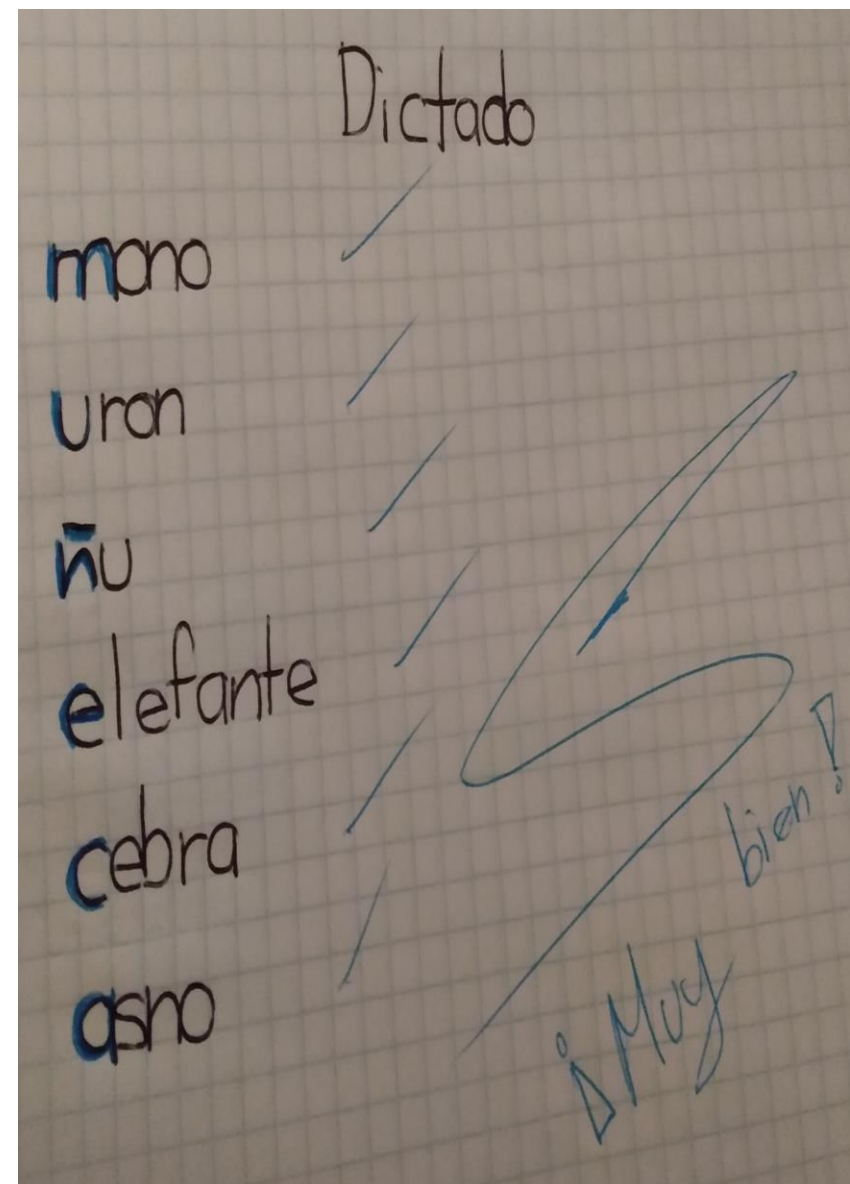 Dictado
mono
uron
ñu
elefante
cebra
asno
¡Muy
bien!